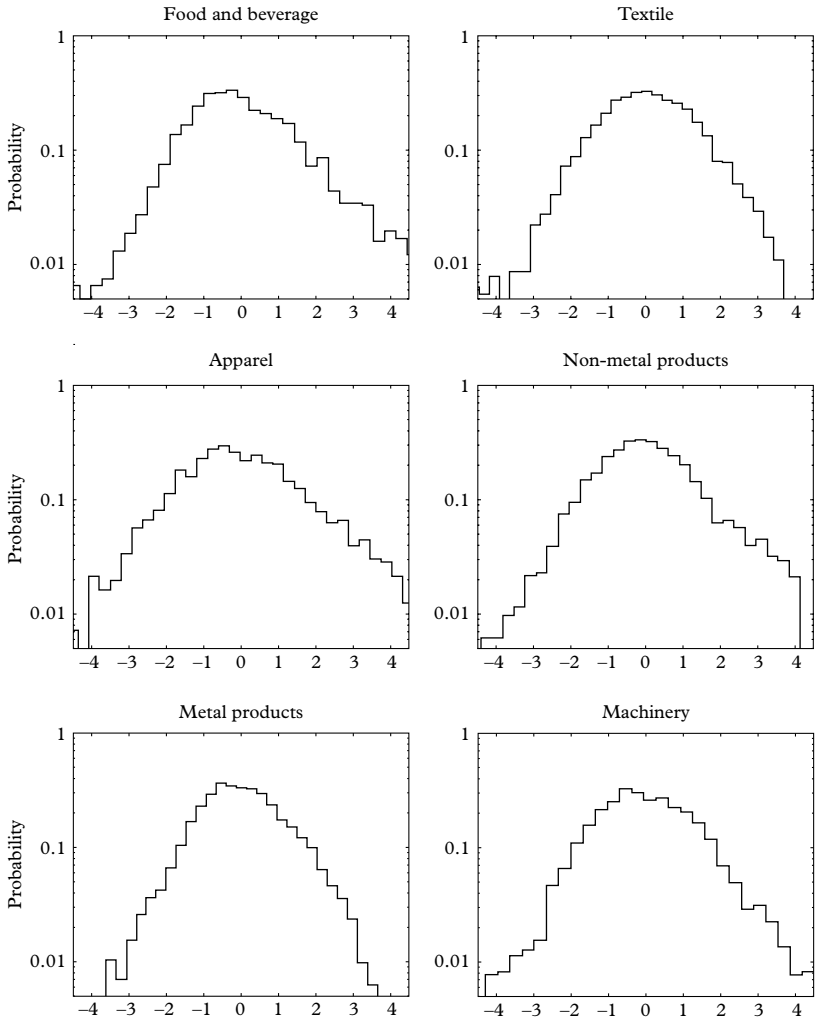 Food and beverage
Textile
Probability
1
0.1
0.01
–4 –3 –2 –1 0 1 2 3 4
1
0.1
0.01
–4 –3 –2 –1 0 1 2 3 4
Apparel
Non-metal products
Probability
1
0.1
0.01
–4 –3 –2 –1 0 1 2 3 4
1
0.1
0.01
–4 –3 –2 –1 0 1 2 3 4
Metal products
Machinery
Probability
1
0.1
0.01
–4 –3 –2 –1 0 1 2 3 4
1
0.1
0.01
–4 –3 –2 –1 0 1 2 3 4